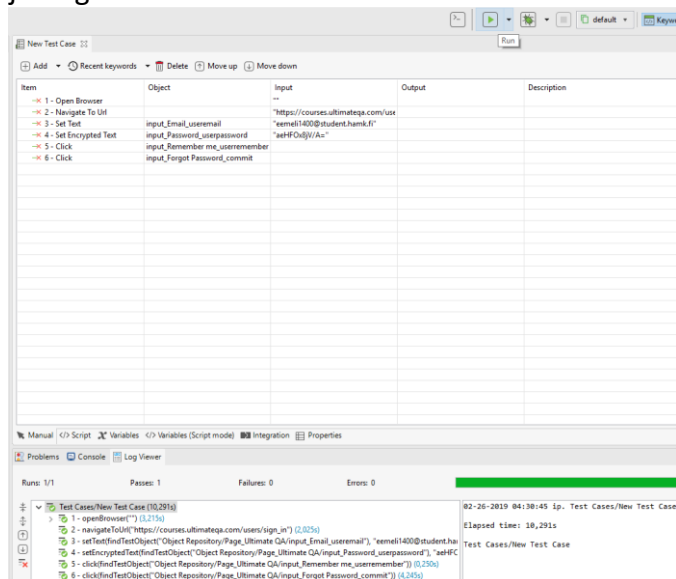 default Keyw
Run
New Test Case
Add Recent keywords Delete Move up Move down
Item Object Input Output Description
1 - Open Browser ""
2 - Navigate To Url "https://courses.ultimateqa.com/use
3 - Set Text input_Email_useremail "eemeli1400@student.hamk.fi"
4 - Set Encrypted Text input_Password_userpassword "aeHFOxBjV/A="
5 - Click input_Remember me_userremember
6 - Click input_Forgot Password_commit
Manual </> Script Variables </> Variables (Script mode) Integration Properties
Problems Console Log Viewer
Runs: 1/1 Passes: 1 Failures: 0 Errors: 0
Test Cases/New Test Case (10,291s)
1 - openBrowser("") (3,215s)
2 - navigateToUrl("https://courses.ultimateqa.com/users/sign_in") (2,025s)
3 - setText(findTestObject("Object Repository/Page_Ultimate QA/input_Email_useremail"), "eemeli1400@student.ha
4 - setEncryptedText(findTestObject("Object Repository/Page_Ultimate QA/input_Password_userpassword"), "aeHFC
5 - click(findTestObject("Object Repository/Page_Ultimate QA/input_Remember me_userremember")) (0,250s)
6 - click(findTestObject("Object Repository/Page_Ultimate QA/input_Forgot Password_commit")) (4,245s)
02-26-2019 04:30:45 ip. Test Cases/New Test Case
Elapsed time: 10,291s
Test Cases/New Test Case